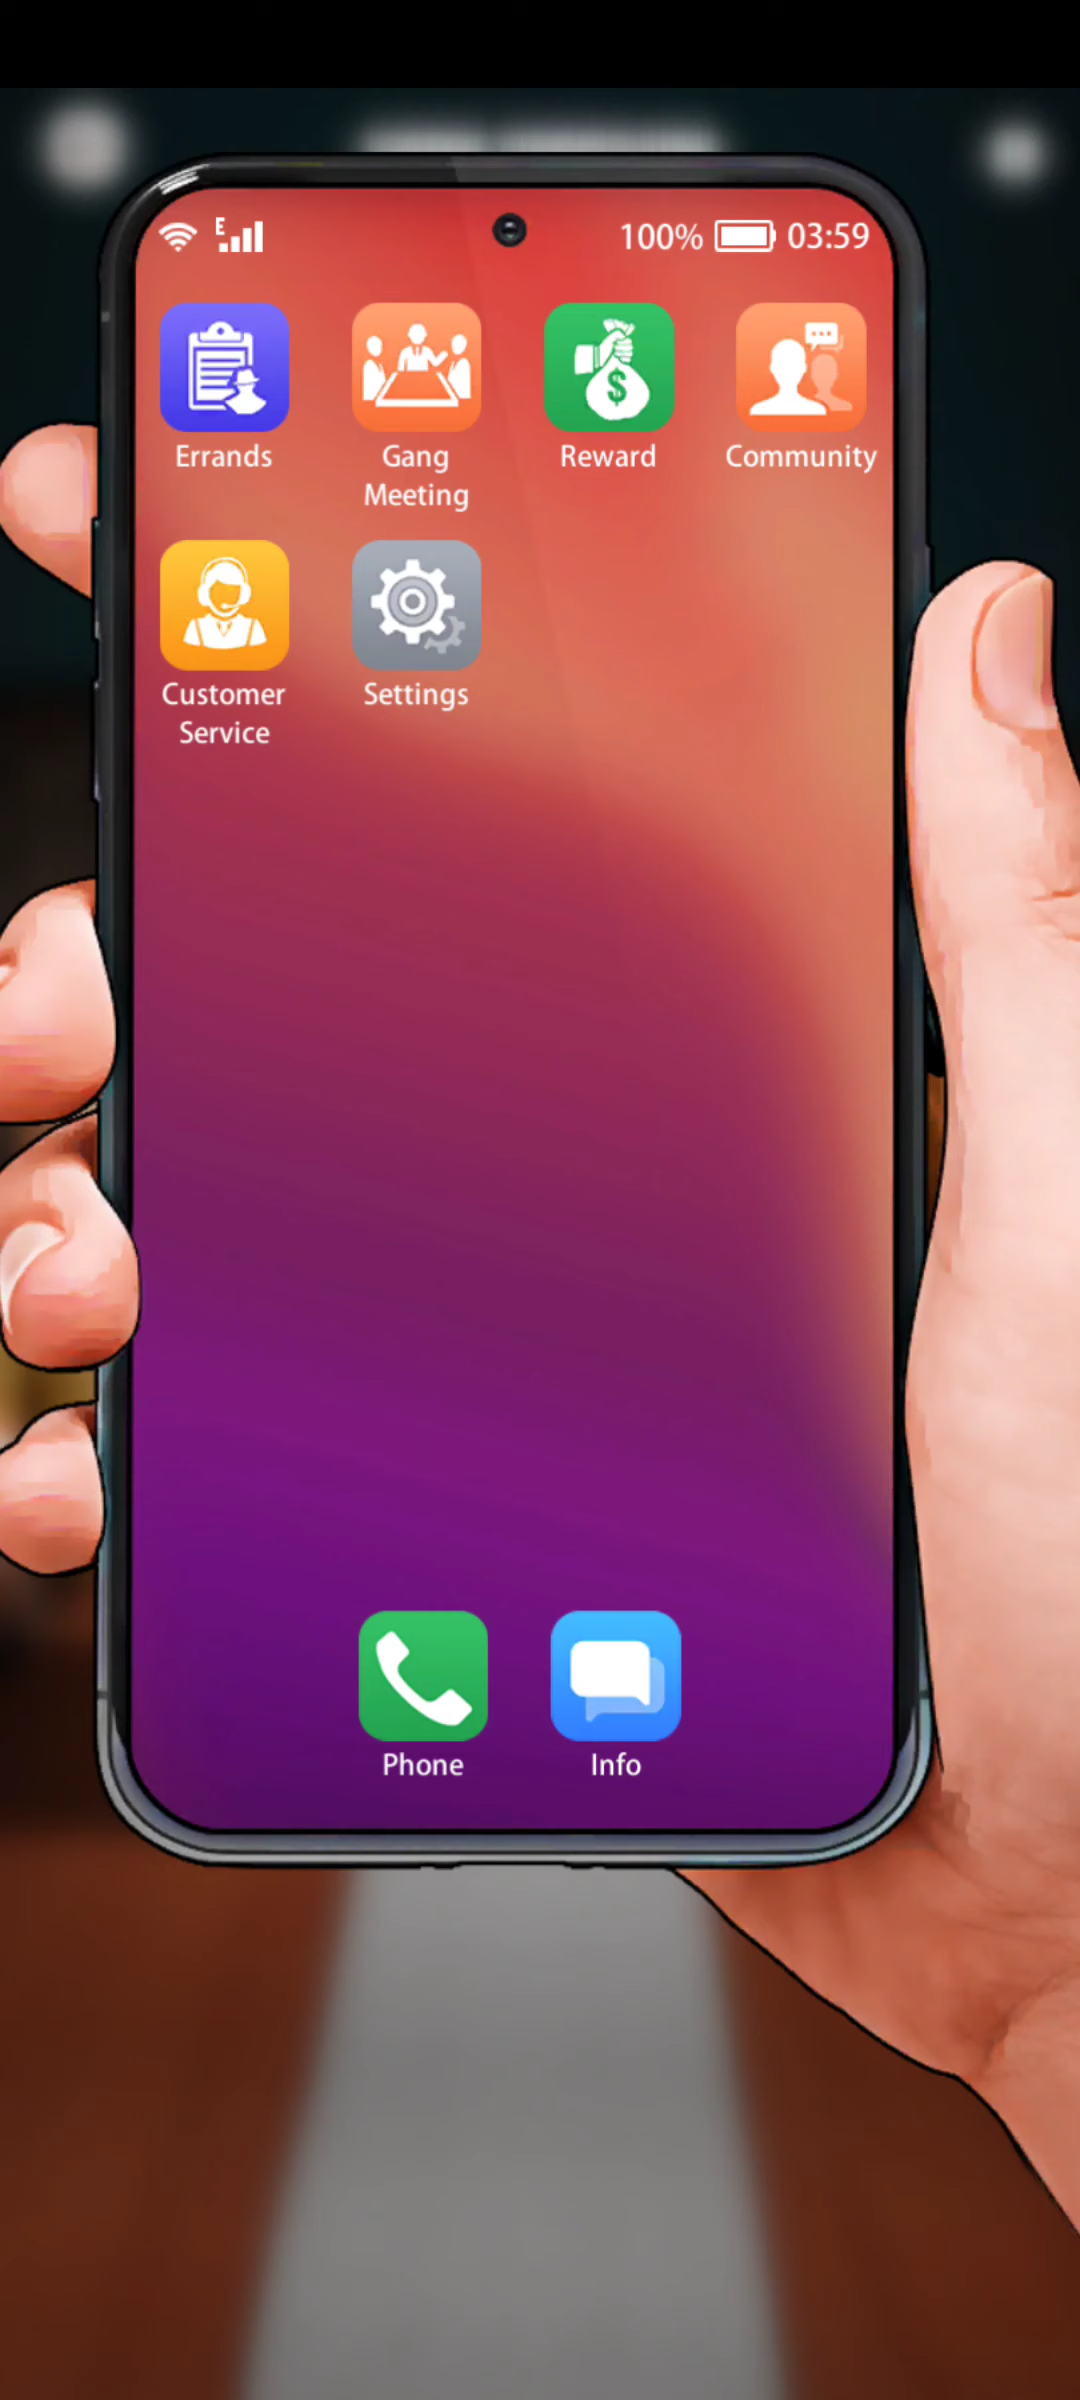 E 100% 03:59
Errands Gang Meeting Reward Community
Customer Service Settings
$
Phone Info